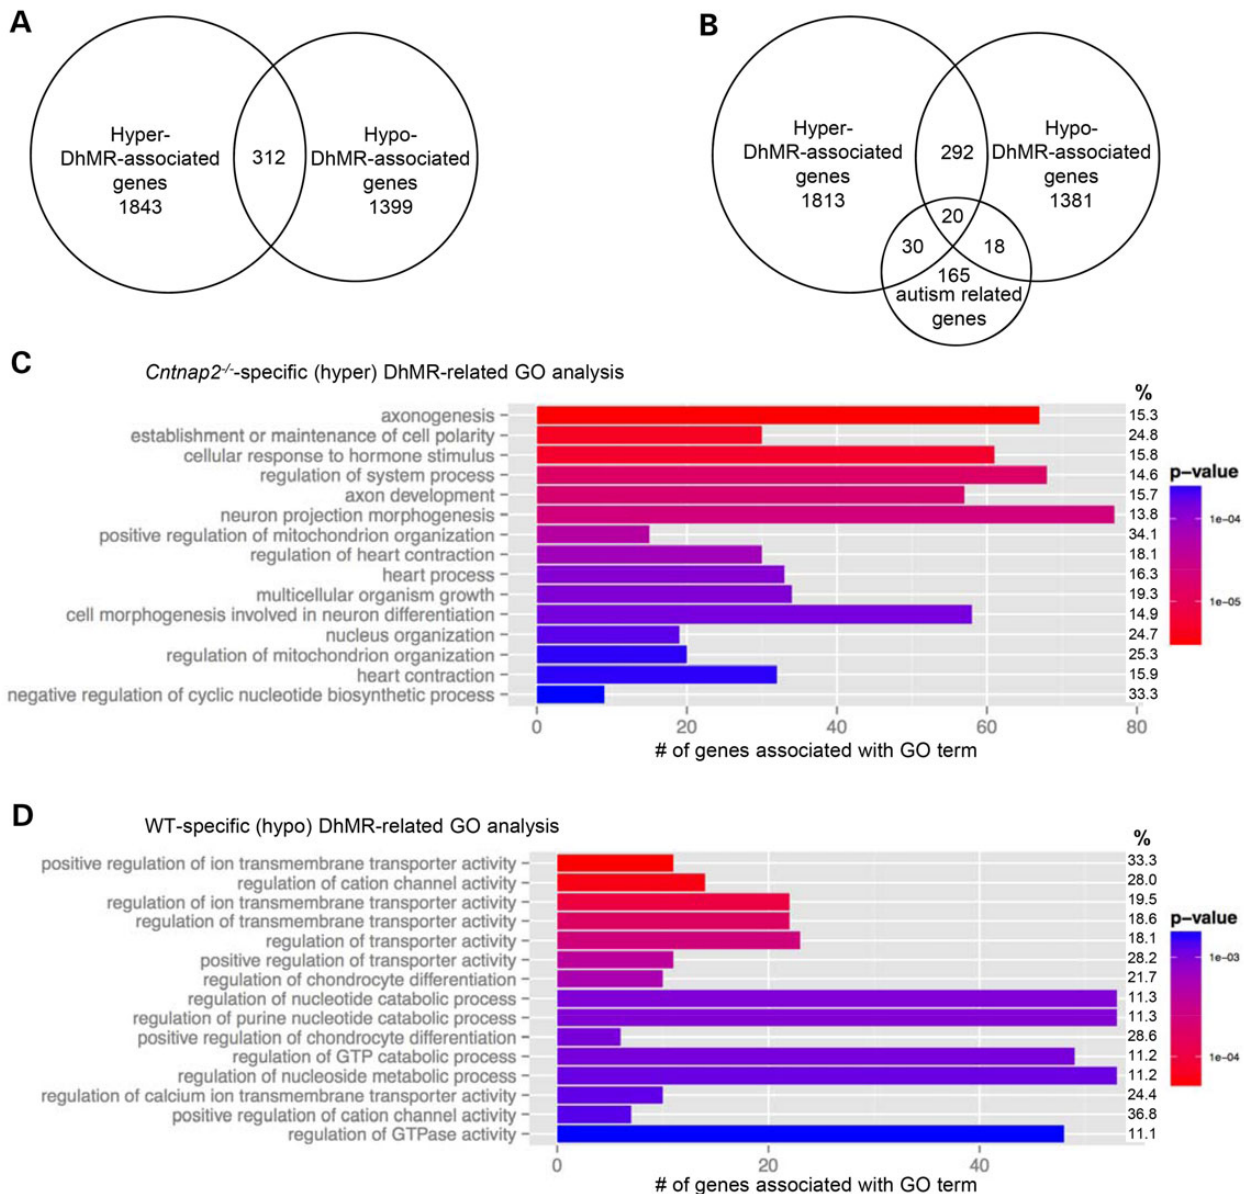 A
Hyper-
DhMR-associated
genes
1843
312
Hypo-
DhMR-associated
genes
1399
B
Hyper-
DhMR-associated
genes
1813
292
Hypo-
DhMR-associated
genes
1381
20
30
18
165
autism related
genes
C
Cntnap2-/--specific (hyper) DhMR-related GO analysis
%
axonogenesis 15.3
establishment or maintenance of cell polarity 24.8
cellular response to hormone stimulus 15.8
regulation of system process 14.6
axon development 15.7
neuron projection morphogenesis 13.8
positive regulation of mitochondrion organization 34.1
regulation of heart contraction 18.1
heart process 16.3
multicellular organism growth 19.3
cell morphogenesis involved in neuron differentiation 14.9
nucleus organization 24.7
regulation of mitochondrion organization 25.3
heart contraction 15.9
negative regulation of cyclic nucleotide biosynthetic process 33.3
0 20 40 60 80
# of genes associated with GO term
p-value
1e-04
1e-05
D
WT-specific (hypo) DhMR-related GO analysis
%
positive regulation of ion transmembrane transporter activity 33.3
regulation of cation channel activity 28.0
regulation of ion transmembrane transporter activity 19.5
regulation of transmembrane transporter activity 18.6
regulation of transporter activity 18.1
positive regulation of transporter activity 28.2
regulation of chondrocyte differentiation 21.7
regulation of nucleotide catabolic process 11.3
regulation of purine nucleotide catabolic process 11.3
positive regulation of chondrocyte differentiation 28.6
regulation of GTP catabolic process 11.2
regulation of nucleoside metabolic process 11.2
regulation of calcium ion transmembrane transporter activity 24.4
positive regulation of cation channel activity 36.8
regulation of GTPase activity 11.1
0 20 40
# of genes associated with GO term
p-value
1e-03
1e-04